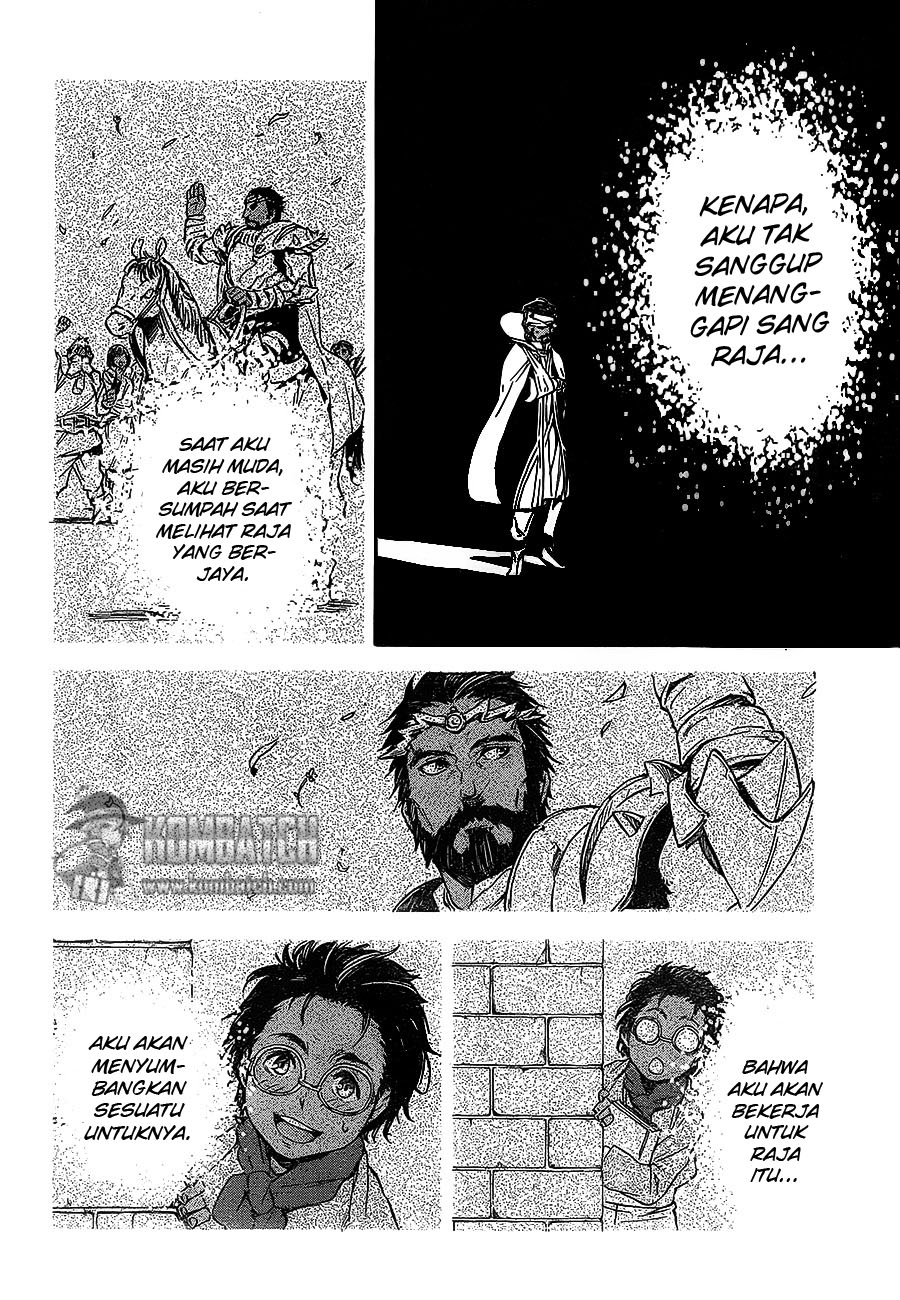 KENAPA,
AKU TAK
SANGGUP
MENANG-
GAPI SANG
RAJA...
SAAT AKU
MASIH MUDA,
AKU BER-
SUMPAH SAAT
MELIHAT RAJA
YANG BER-
JAYA.
KOMBATCH
BAHWA
AKU AKAN
BEKERJA
UNTUK
RAJA
ITU...
AKU AKAN
MENYUM-
BANGKAN
SESUATU
UNTUKNYA.